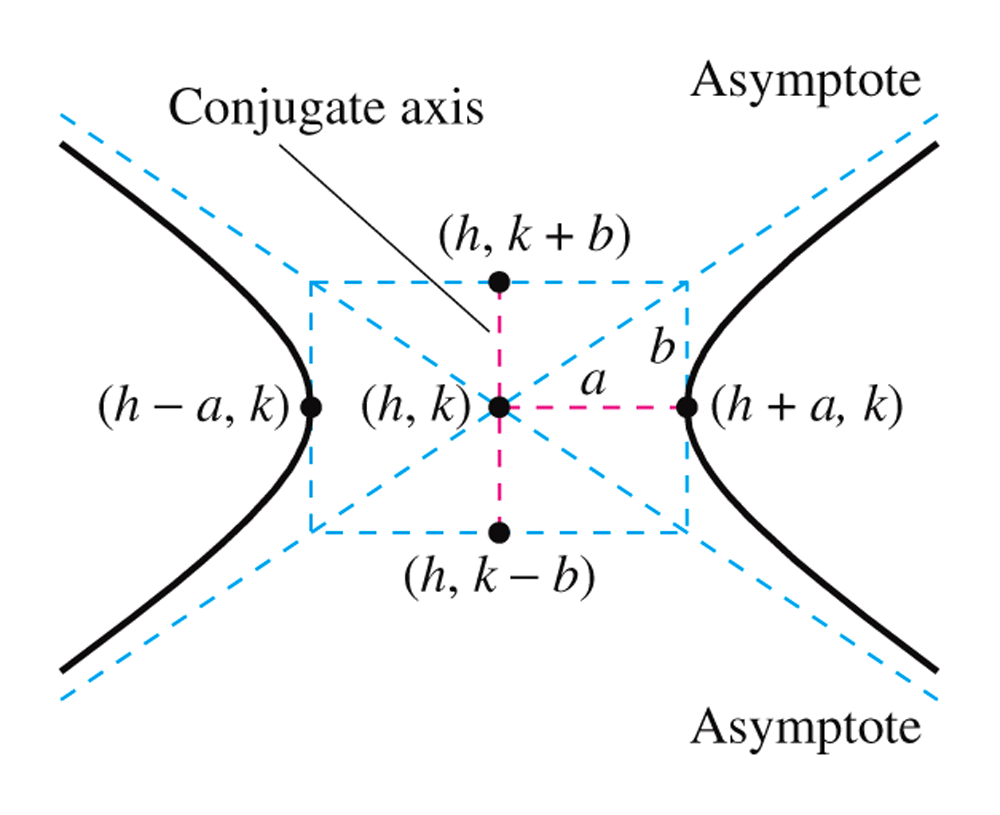 Asymptote
Conjugate axis
(h, k + b)
b
a
(h − a, k)
(h, k)
(h + a, k)
(h, k − b)
Asymptote